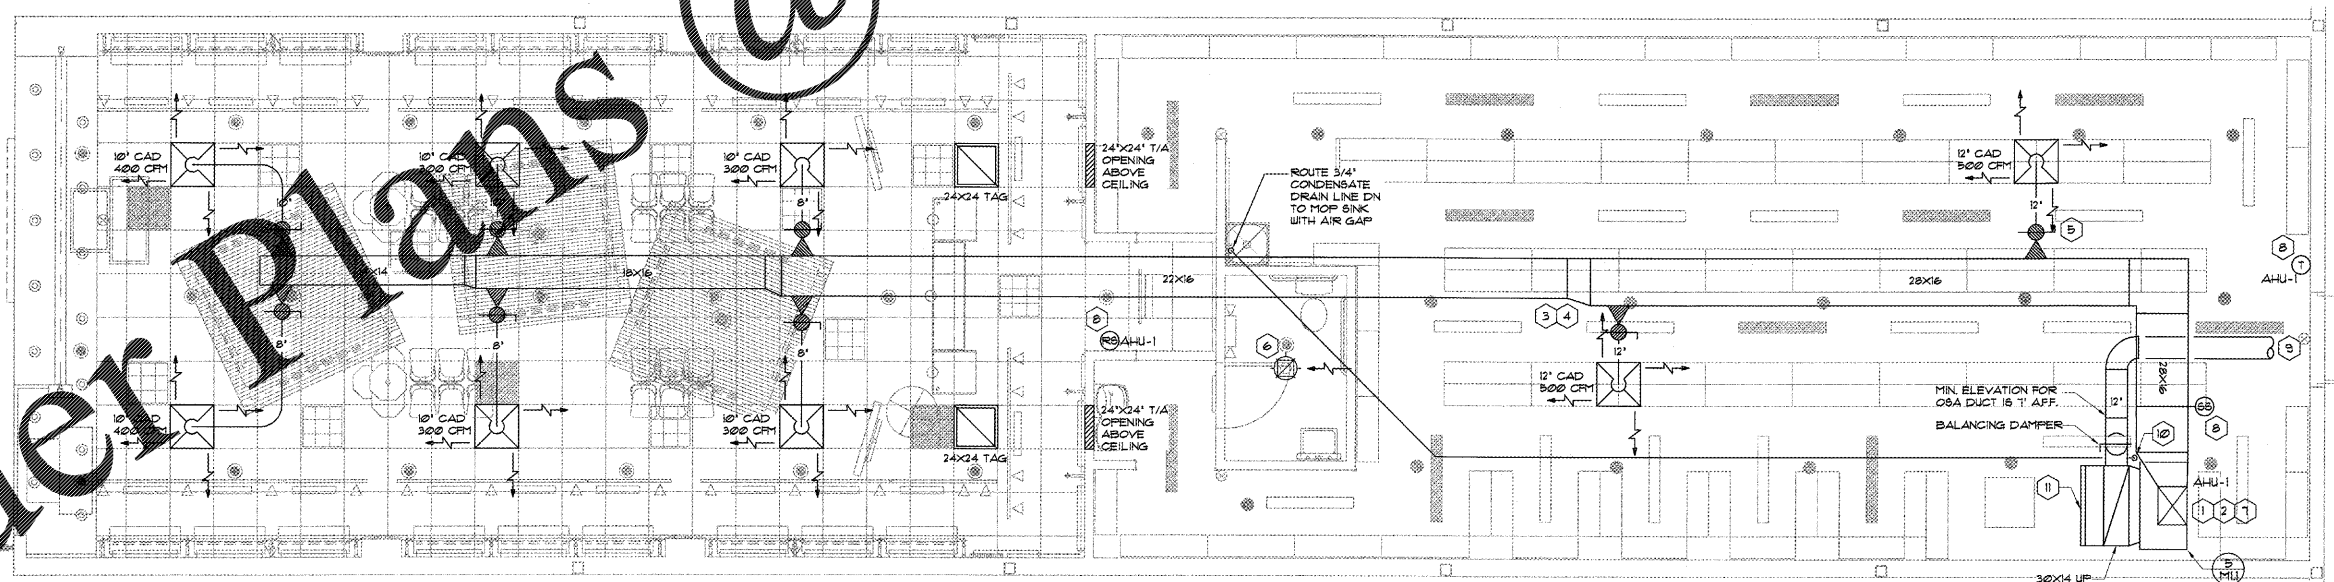 @
Plans
10" CAD
400 CFM
10" CAD
300 CFM
10" CAD
300 CFM
24"X24" T/A
OPENING
ABOVE
CEILING
24X24 TAG
ROUTE 3/4"
CONDENSATE
DRAIN LINE DN
TO MOP SINK
WITH AIR GAP
12" CAD
500 CFM
12"
5
8
T
AHU-1
8"
8"
18X16
22X16
28X16
8
RS
AHU-1
3
4
6
12"
12" CAD
500 CFM
9
28X16
8"
8"
8"
MIN. ELEVATION FOR
OSA DUCT IS 7' A.F.F.
12"
BALANCING DAMPER
SS
8
10
10" CAD
400 CFM
10" CAD
300 CFM
10" CAD
300 CFM
24"X24" T/A
OPENING
ABOVE
CEILING
24X24 TAG
11
AHU-1
1
2
7
30X14 UP
5